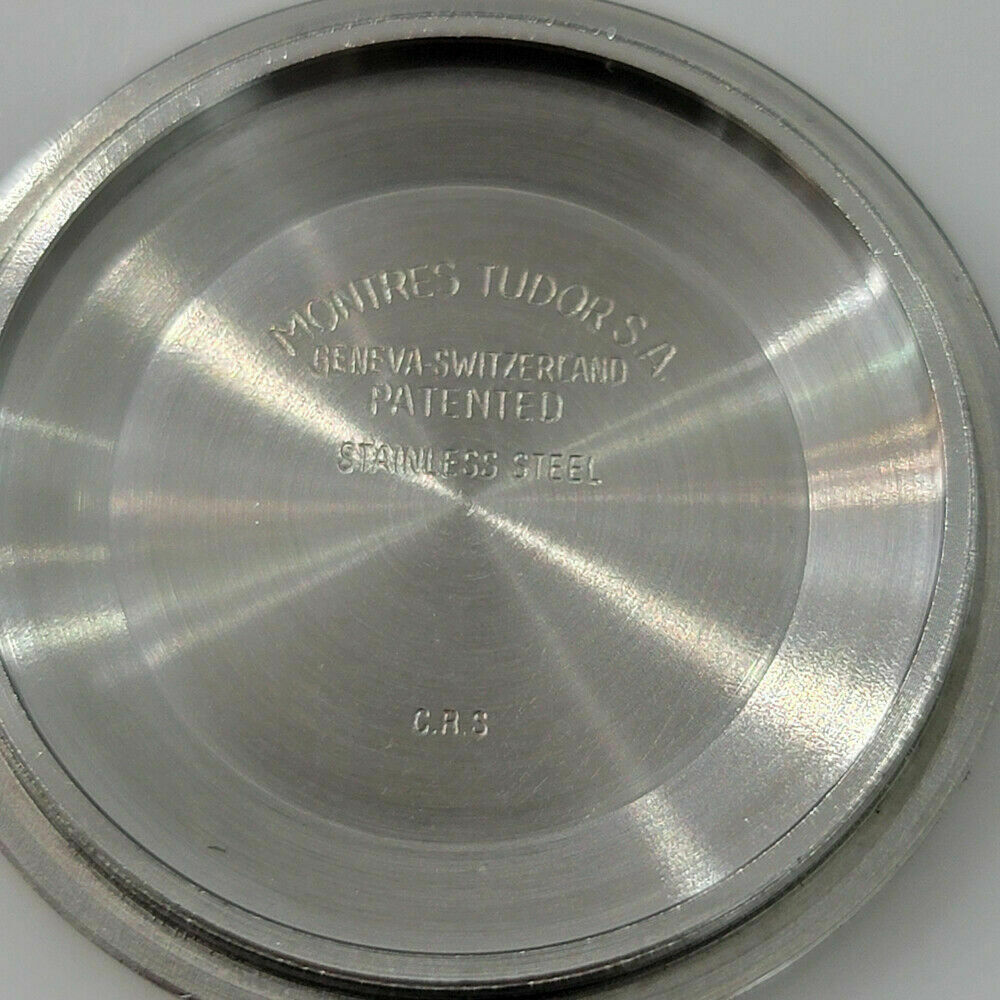 MONTRES TUDOR S.A.
GENEVA-SWITZERLAND
PATENTED
STAINLESS STEEL
C.R.S